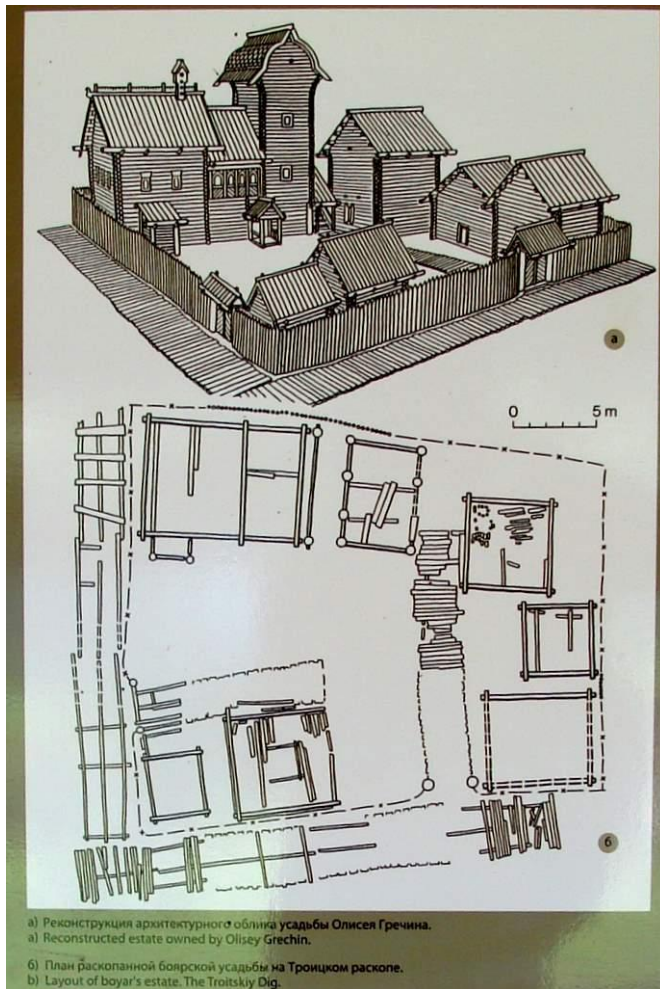 а
0 5 m
б
а) Реконструкция архитектурного облика усадьбы Олисея Гречина.
a) Reconstructed estate owned by Olisey Grechin.
б) План раскопанной боярской усадьбы на Троицком раскопе.
b) Layout of boyar's estate. The Troitskiy Dig.